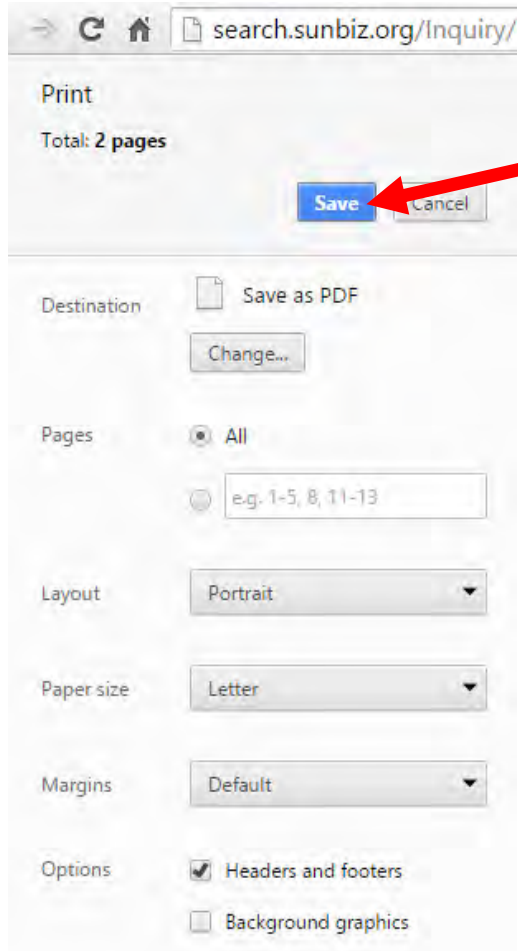 search.sunbiz.org/Inquiry/
Print
Total: 2 pages
Save Cancel
Destination Save as PDF
Change...
Pages All
e.g. 1-5, 8, 11-13
Layout Portrait
Paper size Letter
Margins Default
Options Headers and footers
Background graphics